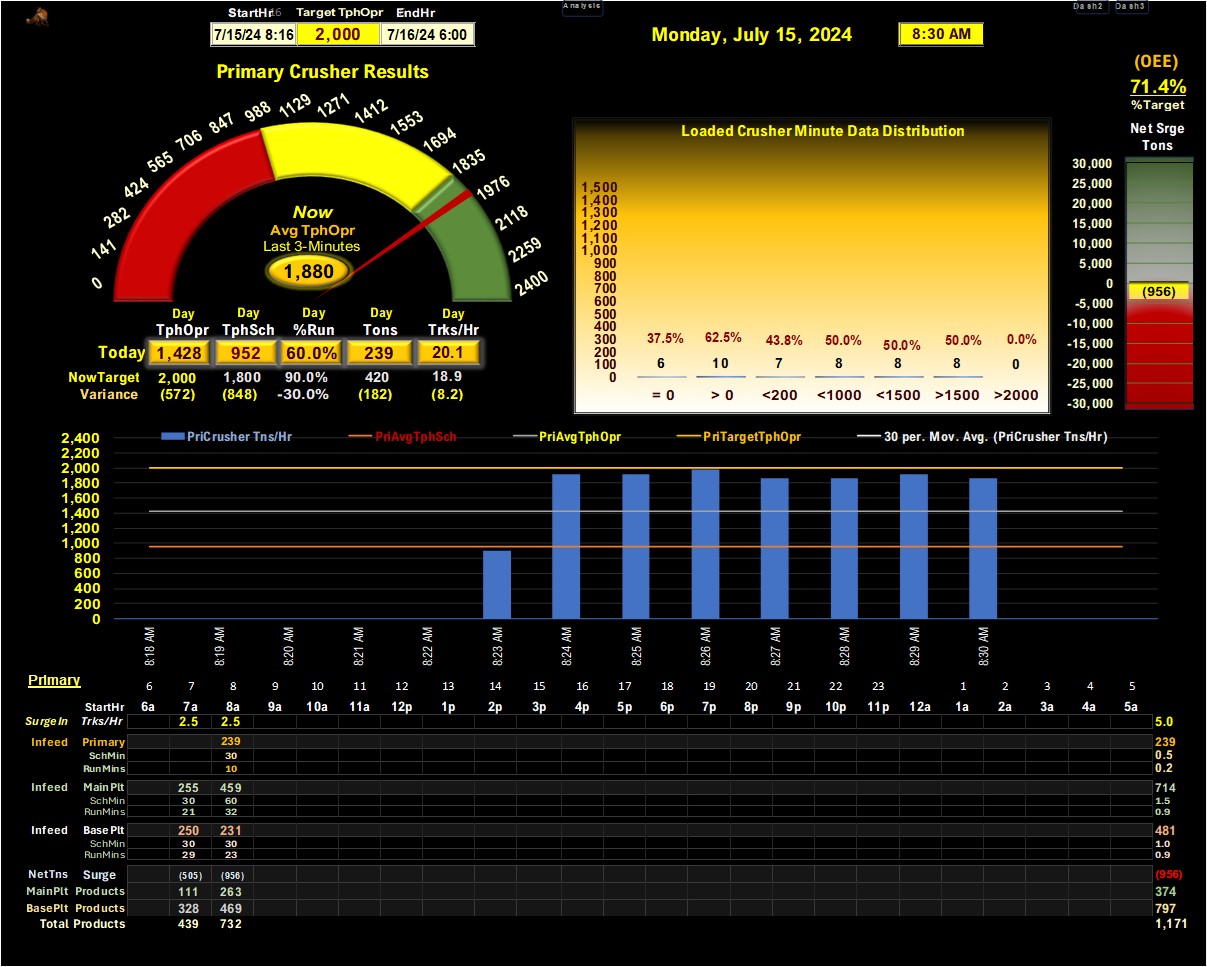 Analysis
Dash2 Dash3
StartHr16 Target TphOpr EndHr
7/15/24 8:16 2,000 7/16/24 6:00
Monday, July 15, 2024 8:30 AM
(OEE)
71.4%
%Target
Primary Crusher Results
0 141 282 424 565 706 847 988 1129 1271 1412 1553 1694 1835 1976 2118 2259 2400
Now
Avg TphOpr
Last 3-Minutes
1,880
Day Day Day Day Day
TphOpr TphSch %Run Tons Trks/Hr
Today 1,428 952 60.0% 239 20.1
NowTarget 2,000 1,800 90.0% 420 18.9
Variance (572) (848) -30.0% (182) (8.2)
Loaded Crusher Minute Data Distribution
1,500
1,400
1,300
1,200
1,100
1,000
900
800
700
600
500
400
300
200
100
0
37.5% 62.5% 43.8% 50.0% 50.0% 50.0% 0.0%
6 10 7 8 8 8 0
= 0 > 0 <200 <1000 <1500 >1500 >2000
Net Srge
Tons
30,000
25,000
20,000
15,000
10,000
5,000
0
(956)
-5,000
-10,000
-15,000
-20,000
-25,000
-30,000
PriCrusher Tns/Hr PriAvgTphSch PriAvgTphOpr PriTargetTphOpr 30 per. Mov. Avg. (PriCrusher Tns/Hr)
2,400
2,200
2,000
1,800
1,600
1,400
1,200
1,000
800
600
400
200
0
8:18 AM 8:19 AM 8:20 AM 8:21 AM 8:22 AM 8:23 AM 8:24 AM 8:25 AM 8:26 AM 8:27 AM 8:28 AM 8:29 AM 8:30 AM
Primary
6 7 8 9 10 11 12 13 14 15 16 17 18 19 20 21 22 23 1 2 3 4 5
StartHr 6a 7a 8a 9a 10a 11a 12p 1p 2p 3p 4p 5p 6p 7p 8p 9p 10p 11p 12a 1a 2a 3a 4a 5a
SurgeIn Trks/Hr 2.5 2.5 5.0
Infeed Primary 239 239
SchMin 30 0.5
RunMins 10 0.2
Infeed MainPlt 255 459 714
SchMin 30 60 1.5
RunMins 21 32 0.9
Infeed BasePlt 250 231 481
SchMin 30 30 1.0
RunMins 29 23 0.9
NetTns Surge (505) (956) (956)
MainPlt Products 111 263 374
BasePlt Products 328 469 797
Total Products 439 732 1,171